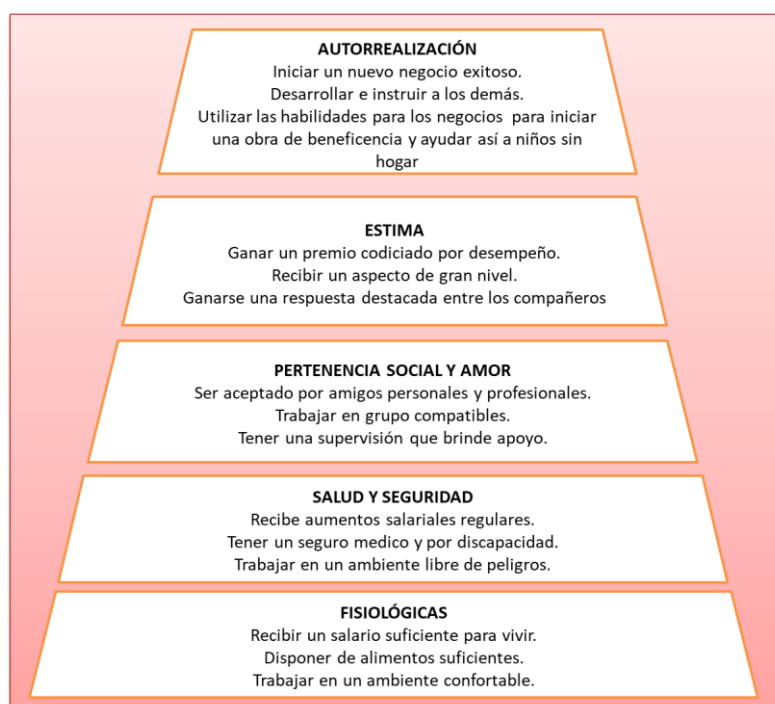 AUTORREALIZACIÓN
Iniciar un nuevo negocio exitoso.
Desarrollar e instruir a los demás.
Utilizar las habilidades para los negocios para iniciar
una obra de beneficencia y ayudar así a niños sin
hogar
ESTIMA
Ganar un premio codiciado por desempeño.
Recibir un aspecto de gran nivel.
Ganarse una respuesta destacada entre los compañeros
PERTENENCIA SOCIAL Y AMOR
Ser aceptado por amigos personales y profesionales.
Trabajar en grupo compatibles.
Tener una supervisión que brinde apoyo.
SALUD Y SEGURIDAD
Recibe aumentos salariales regulares.
Tener un seguro medico y por discapacidad.
Trabajar en un ambiente libre de peligros.
FISIOLÓGICAS
Recibir un salario suficiente para vivir.
Disponer de alimentos suficientes.
Trabajar en un ambiente confortable.